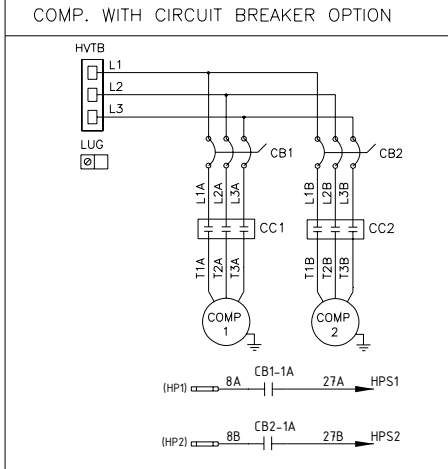 COMP. WITH CIRCUIT BREAKER OPTION
HVTB
L1
L2
L3
LUG
CB1
CB2
L1A
L2A
L3A
L1B
L2B
L3B
CC1
CC2
T1A
T2A
T3A
T1B
T2B
T3B
COMP
1
COMP
2
(HP1) 8A CB1-1A 27A HPS1
(HP2) 8B CB2-1A 27B HPS2